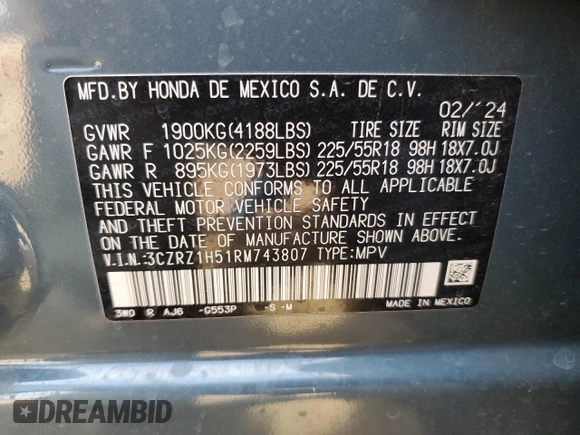 MFD.BY HONDA DE MEXICO S.A. DE C.V.
02/'24
GVWR 1900KG(4188LBS) TIRE SIZE RIM SIZE
GAWR F 1025KG(2259LBS) 225/55R18 98H 18X7.0J
GAWR R 895KG(1973LBS) 225/55R18 98H 18X7.0J
THIS VEHICLE CONFORMS TO ALL APPLICABLE
FEDERAL MOTOR VEHICLE SAFETY
AND THEFT PREVENTION STANDARDS IN EFFECT
ON THE DATE OF MANUFACTURE SHOWN ABOVE.
V.I.N.:3CZRZ1H51RM743807 TYPE:MPV
3W0 R AJ6 -G553P -S -M MADE IN MEXICO
DREAMBID